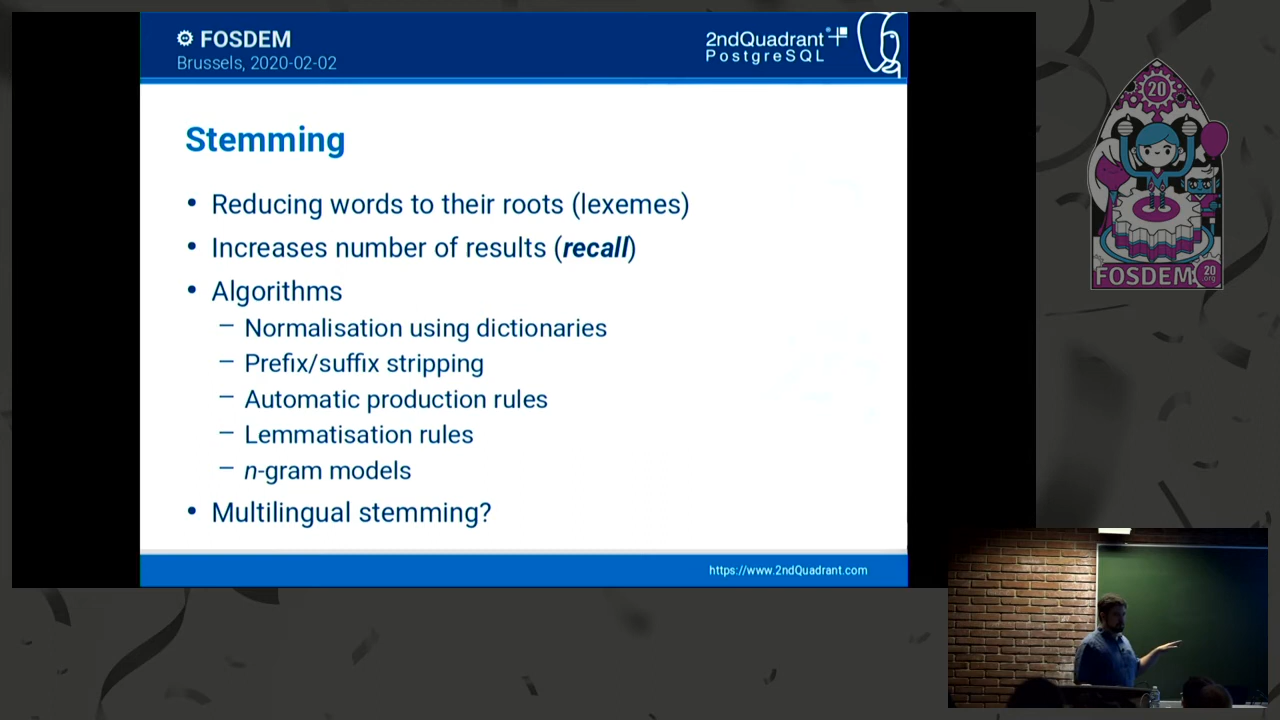 FOSDEM
Brussels, 2020-02-02
2ndQuadrant
PostgreSQL
Stemming
• Reducing words to their roots (lexemes)
• Increases number of results (recall)
• Algorithms
– Normalisation using dictionaries
– Prefix/suffix stripping
– Automatic production rules
– Lemmatisation rules
– n-gram models
• Multilingual stemming?
https://www.2ndQuadrant.com
20
FOSDEM
20
.org